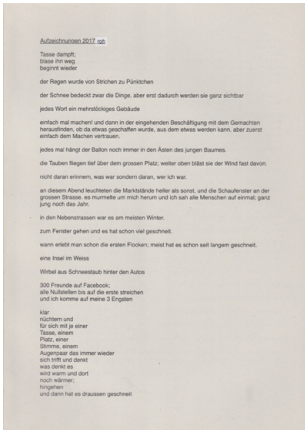 Aufzeichnungen 2017 rph
Tasse dampft;
blase ihn weg
beginnt wieder
der Regen wurde von Strichen zu Pünktchen
der Schnee bedeckt zwar die Dinge, aber erst dadurch werden sie ganz sichtbar
jedes Wort ein mehrstöckiges Gebäude
einfach mal machen! und dann in der eingehenden Beschäftigung mit dem Gemachten
herausfinden, ob da etwas geschaffen wurde, aus dem etwas werden kann. aber zuerst
einfach dem Machen vertrauen.
jedes mal hängt der Ballon noch immer in den Ästen des jungen Baumes.
die Tauben fliegen tief über dem grossen Platz; weiter oben bläst sie der Wind fast davon.
nicht daran erinnern, was war sondern daran, wer ich war.
an diesem Abend leuchteten die Marktstände heller als sonst, und die Schaufenster an der
grossen Strasse. es murmelte um mich herum und ich sah alle Menschen auf einmal; ganz
jung noch das Jahr.
in den Nebenstrassen war es am meisten Winter.
zum Fenster gehen und es hat schon viel geschneit.
wann erlebt man schon die ersten Flocken; meist hat es schon seit langem geschneit.
eine Insel im Weiss
Wirbel aus Schneestaub hinter den Autos
300 Freunde auf Facebook;
alle Nullstellen bis auf die erste streichen
und ich komme auf meine 3 Engsten
klar
nüchtern und
für sich mit je einer
Tasse, einem
Platz, einer
Stimme, einem
Augenpaar das immer wieder
sich trifft und denkt
was denkt es
wird warm und dort
noch wärmer;
hingehen
und dann hat es draussen geschneit